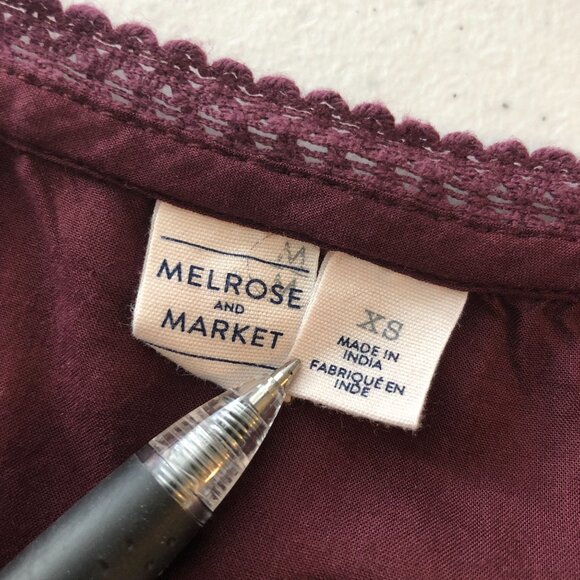 MELROSE
AND
MARKET
XS
MADE IN
INDIA
FABRIQUÉ EN
INDE